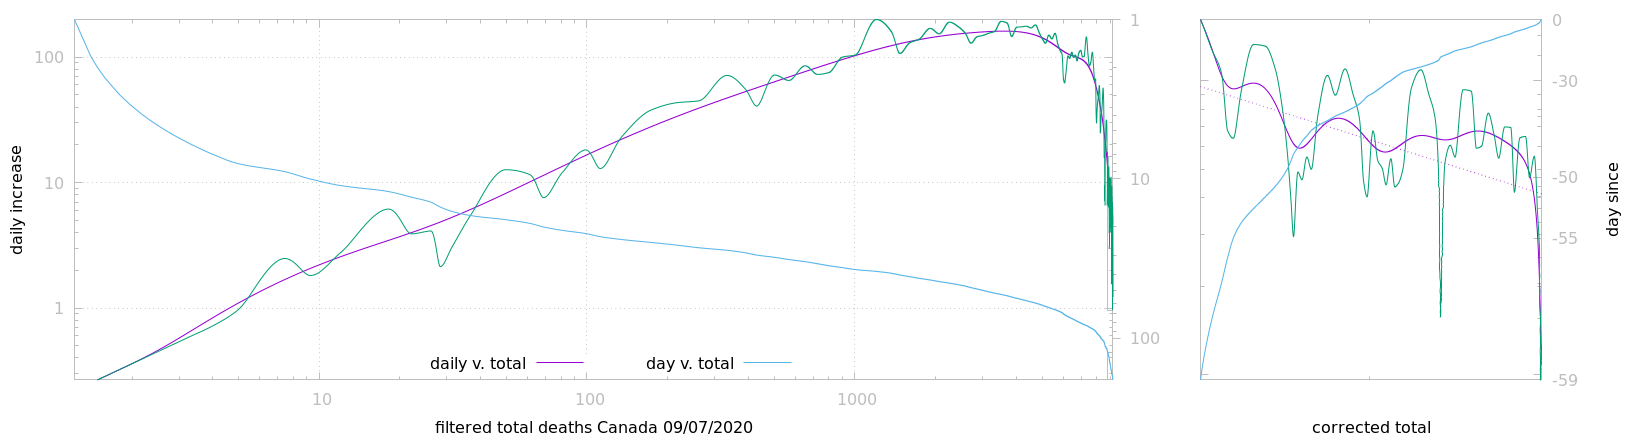 100
10
1
daily increase
10
100
1000
filtered total deaths Canada 09/07/2020
daily v. total
day v. total
1
10
100
0
-30
-50
-55
-59
day since
corrected total